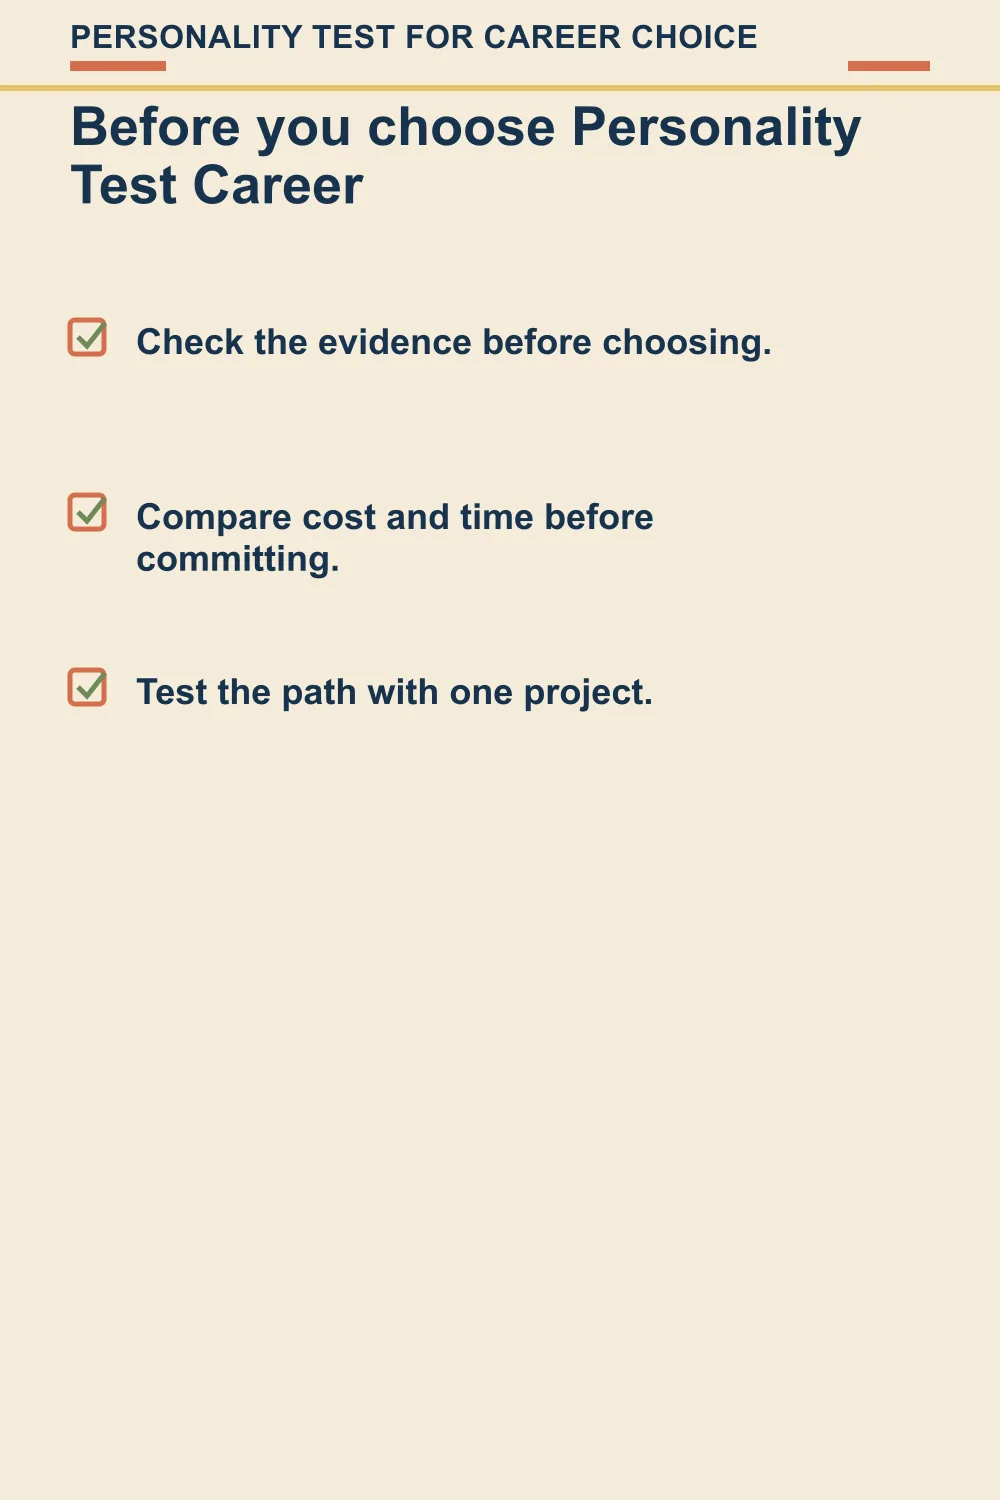 PERSONALITY TEST FOR CAREER CHOICE
Before you choose Personality
Test Career
Check the evidence before choosing.
Compare cost and time before
committing.
Test the path with one project.